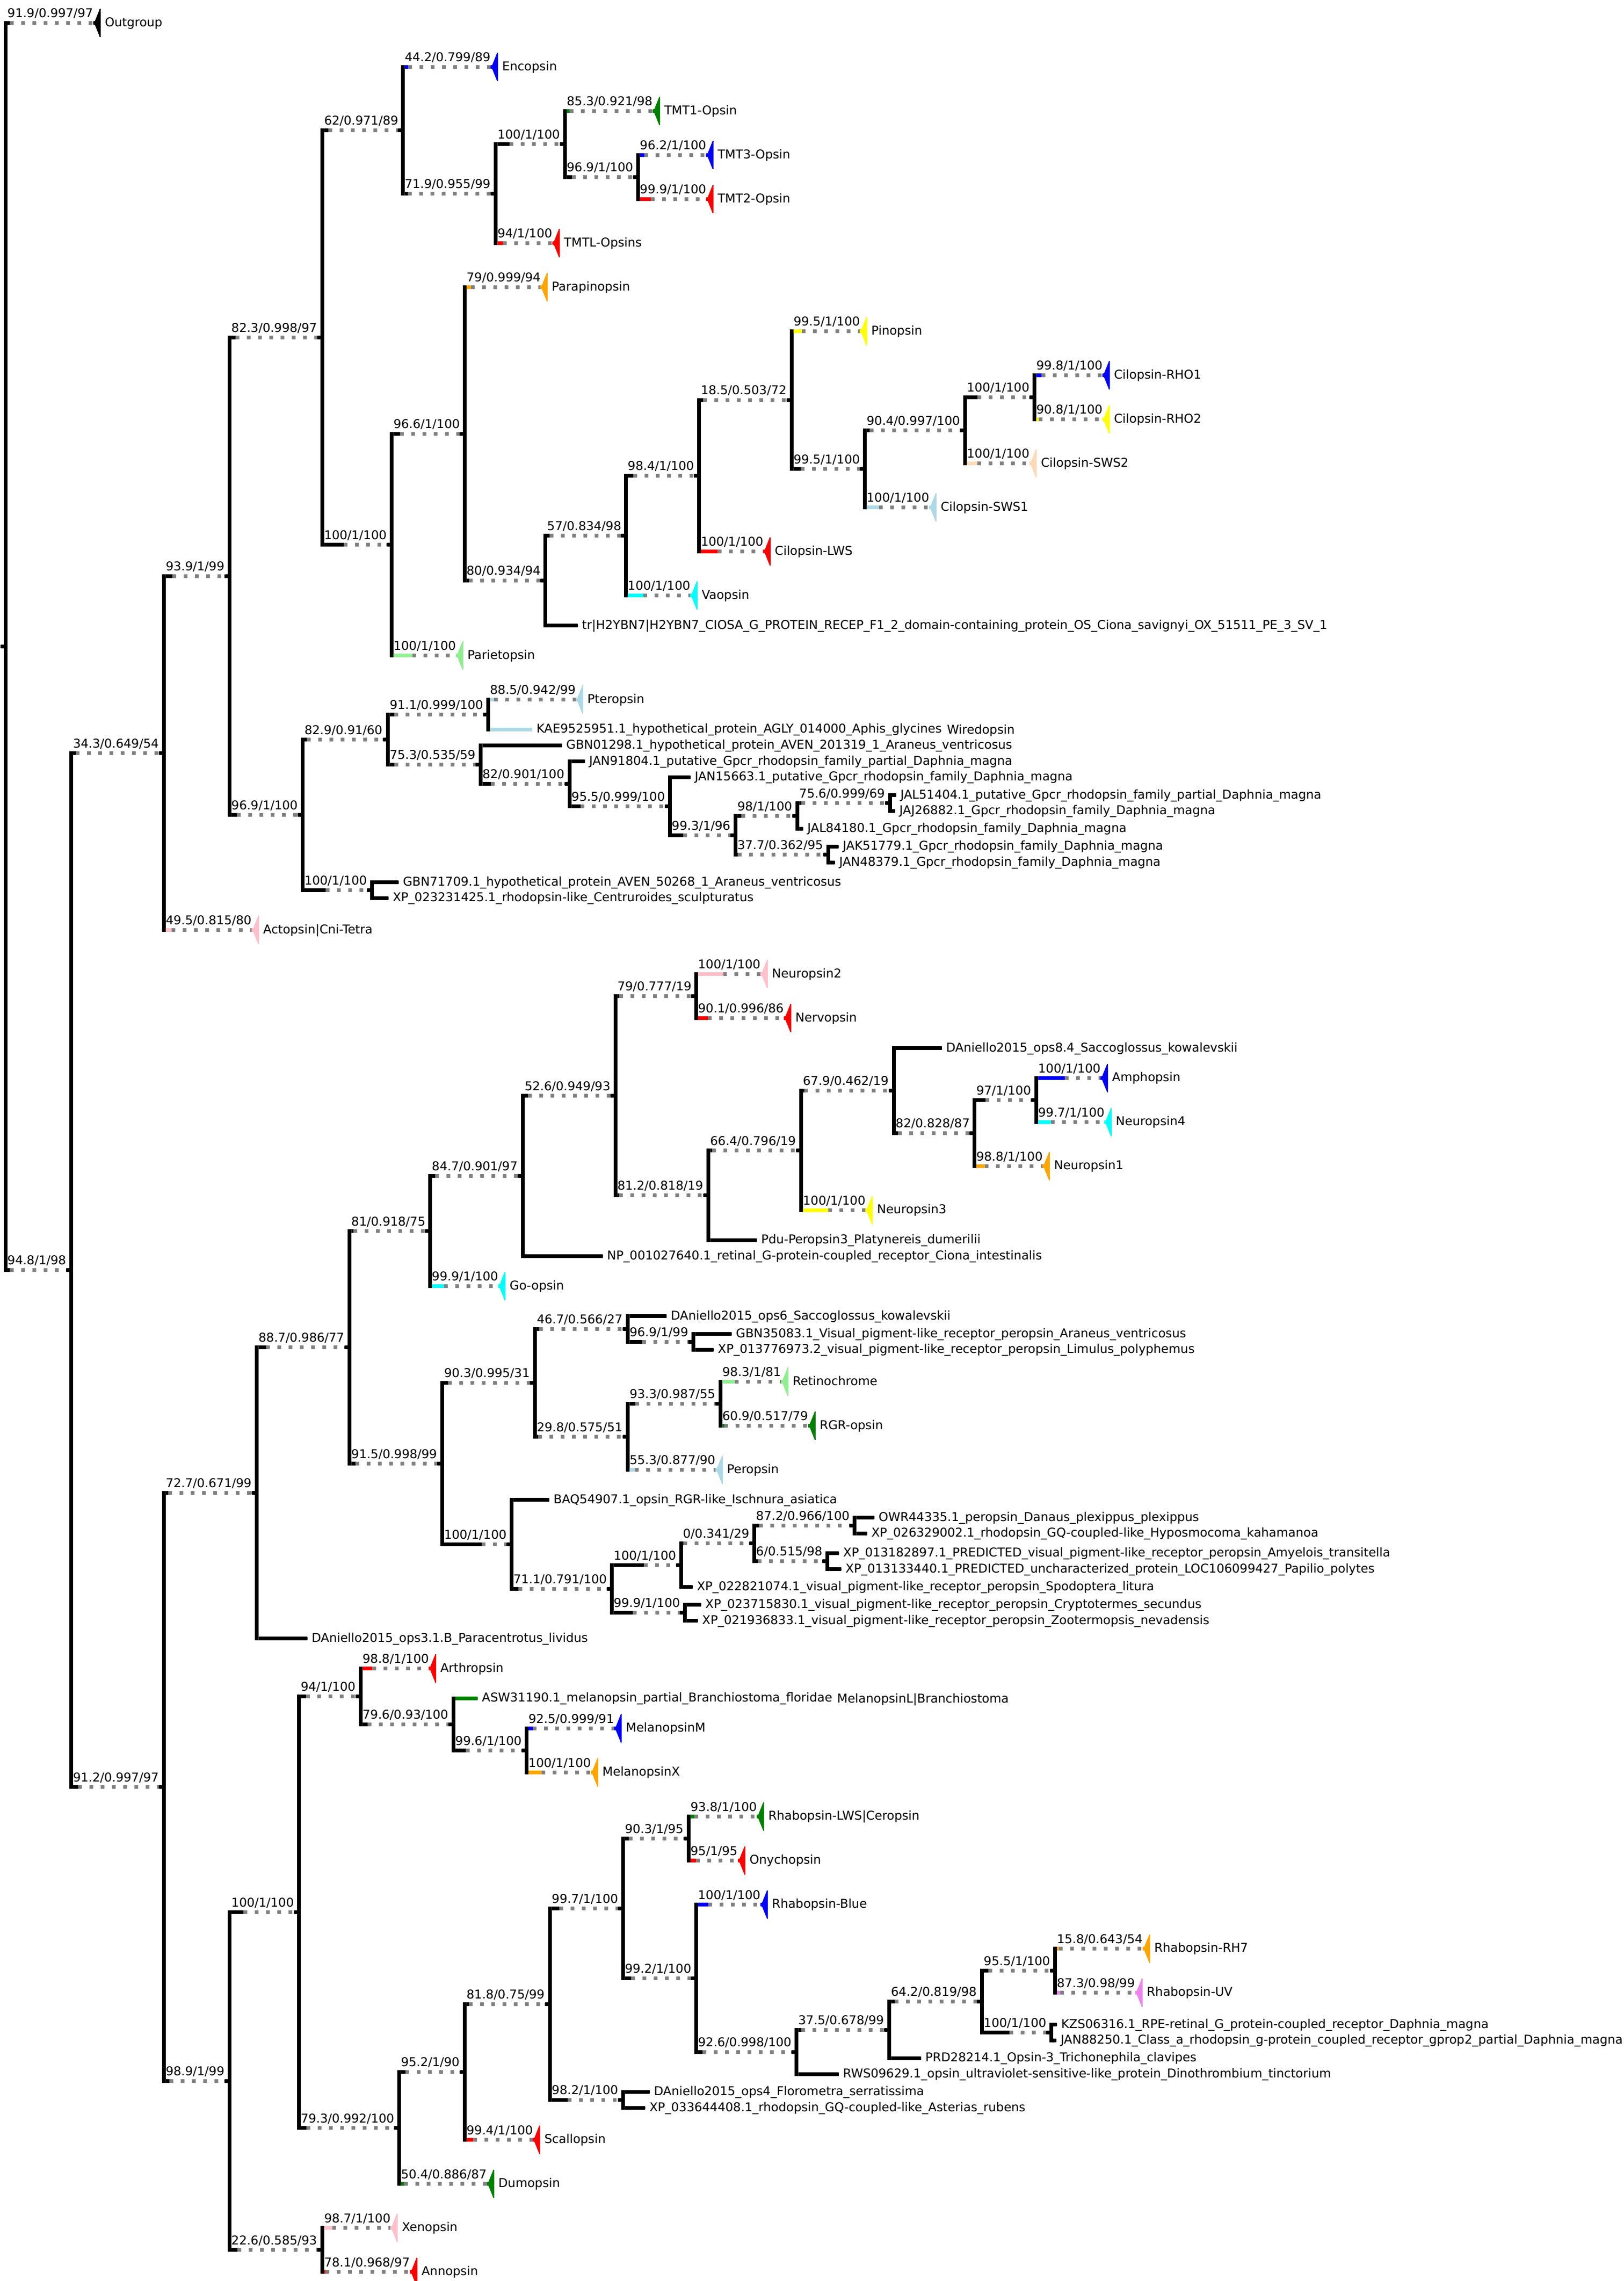 91.9/0.997/97 Outgroup
44.2/0.799/89 Encopsin
85.3/0.921/98 TMT1-Opsin
62/0.971/89
100/1/100
96.2/1/100 TMT3-Opsin
96.9/1/100
71.9/0.955/99
99.9/1/100 TMT2-Opsin
94/1/100 TMTL-Opsins
79/0.999/94 Parapinopsin
82.3/0.998/97
99.5/1/100 Pinopsin
99.8/1/100 Cilopsin-RHO1
18.5/0.503/72
100/1/100
90.8/1/100 Cilopsin-RHO2
96.6/1/100
90.4/0.997/100
100/1/100 Cilopsin-SWS2
99.5/1/100
98.4/1/100
100/1/100 Cilopsin-SWS1
57/0.834/98
100/1/100
100/1/100 Cilopsin-LWS
93.9/1/99
80/0.934/94
100/1/100 Vaopsin
tr|H2YBN7|H2YBN7_CIOSA_G_PROTEIN_RECEP_F1_2_domain-containing_protein_OS_Ciona_savignyi_OX_51511_PE_3_SV_1
100/1/100 Parietopsin
88.5/0.942/99 Pteropsin
91.1/0.999/100
KAE9525951.1_hypothetical_protein_AGLY_014000_Aphis_glycines Wiredopsin
82.9/0.91/60
34.3/0.649/54
GBN01298.1_hypothetical_protein_AVEN_201319_1_Araneus_ventricosus
75.3/0.535/59
JAN91804.1_putative_Gpcr_rhodopsin_family_partial_Daphnia_magna
82/0.901/100
JAN15663.1_putative_Gpcr_rhodopsin_family_Daphnia_magna
75.6/0.999/69 JAL51404.1_putative_Gpcr_rhodopsin_family_partial_Daphnia_magna
95.5/0.999/100
96.9/1/100
98/1/100
JAJ26882.1_Gpcr_rhodopsin_family_Daphnia_magna
99.3/1/96
JAL84180.1_Gpcr_rhodopsin_family_Daphnia_magna
37.7/0.362/95 JAK51779.1_Gpcr_rhodopsin_family_Daphnia_magna
JAN48379.1_Gpcr_rhodopsin_family_Daphnia_magna
100/1/100 GBN71709.1_hypothetical_protein_AVEN_50268_1_Araneus_ventricosus
XP_023231425.1_rhodopsin-like_Centruroides_sculpturatus
49.5/0.815/80 Actopsin|Cni-Tetra
100/1/100 Neuropsin2
79/0.777/19
90.1/0.996/86 Nervopsin
DAniello2015_ops8.4_Saccoglossus_kowalevskii
100/1/100 Amphopsin
52.6/0.949/93
67.9/0.462/19
97/1/100
99.7/1/100 Neuropsin4
82/0.828/87
66.4/0.796/19
98.8/1/100 Neuropsin1
84.7/0.901/97
81.2/0.818/19
100/1/100 Neuropsin3
81/0.918/75
Pdu-Peropsin3_Platynereis_dumerilii
NP_001027640.1_retinal_G-protein-coupled_receptor_Ciona_intestinalis
94.8/1/98
99.9/1/100 Go-opsin
DAniello2015_ops6_Saccoglossus_kowalevskii
46.7/0.566/27
96.9/1/99 GBN35083.1_Visual_pigment-like_receptor_peropsin_Araneus_ventricosus
88.7/0.986/77
XP_013776973.2_visual_pigment-like_receptor_peropsin_Limulus_polyphemus
90.3/0.995/31
98.3/1/81 Retinochrome
93.3/0.987/55
60.9/0.517/79 RGR-opsin
29.8/0.575/51
91.5/0.998/99
55.3/0.877/90 Peropsin
72.7/0.671/99
BAQ54907.1_opsin_RGR-like_Ischnura_asiatica
87.2/0.966/100 OWR44335.1_peropsin_Danaus_plexippus_plexippus
100/1/100
0/0.341/29
XP_026329002.1_rhodopsin_GQ-coupled-like_Hyposmocoma_kahamanoa
6/0.515/98 XP_013182897.1_PREDICTED_visual_pigment-like_receptor_peropsin_Amyelois_transitella
100/1/100
XP_013133440.1_PREDICTED_uncharacterized_protein_LOC106099427_Papilio_polytes
71.1/0.791/100
XP_022821074.1_visual_pigment-like_receptor_peropsin_Spodoptera_litura
99.9/1/100 XP_023715830.1_visual_pigment-like_receptor_peropsin_Cryptotermes_secundus
XP_021936833.1_visual_pigment-like_receptor_peropsin_Zootermopsis_nevadensis
DAniello2015_ops3.1.B_Paracentrotus_lividus
98.8/1/100 Arthropsin
94/1/100
ASW31190.1_melanopsin_partial_Branchiostoma_floridae MelanopsinL|Branchiostoma
79.6/0.93/100
92.5/0.999/91 MelanopsinM
99.6/1/100
100/1/100 MelanopsinX
91.2/0.997/97
93.8/1/100 Rhabopsin-LWS|Ceropsin
90.3/1/95
95/1/95 Onychopsin
99.7/1/100
100/1/100 Rhabopsin-Blue
100/1/100
15.8/0.643/54 Rhabopsin-RH7
95.5/1/100
99.2/1/100
87.3/0.98/99 Rhabopsin-UV
64.2/0.819/98
81.8/0.75/99
100/1/100 KZS06316.1_RPE-retinal_G_protein-coupled_receptor_Daphnia_magna
37.5/0.678/99
JAN88250.1_Class_a_rhodopsin_g-protein_coupled_receptor_gprop2_partial_Daphnia_magna
92.6/0.998/100
PRD28214.1_Opsin-3_Trichonephila_clavipes
95.2/1/90
98.9/1/99
RWS09629.1_opsin_ultraviolet-sensitive-like_protein_Dinothrombium_tinctorium
98.2/1/100 DAniello2015_ops4_Florometra_serratissima
XP_033644408.1_rhodopsin_GQ-coupled-like_Asterias_rubens
79.3/0.992/100
99.4/1/100 Scallopsin
50.4/0.886/87 Dumopsin
98.7/1/100 Xenopsin
22.6/0.585/93
78.1/0.968/97 Annopsin